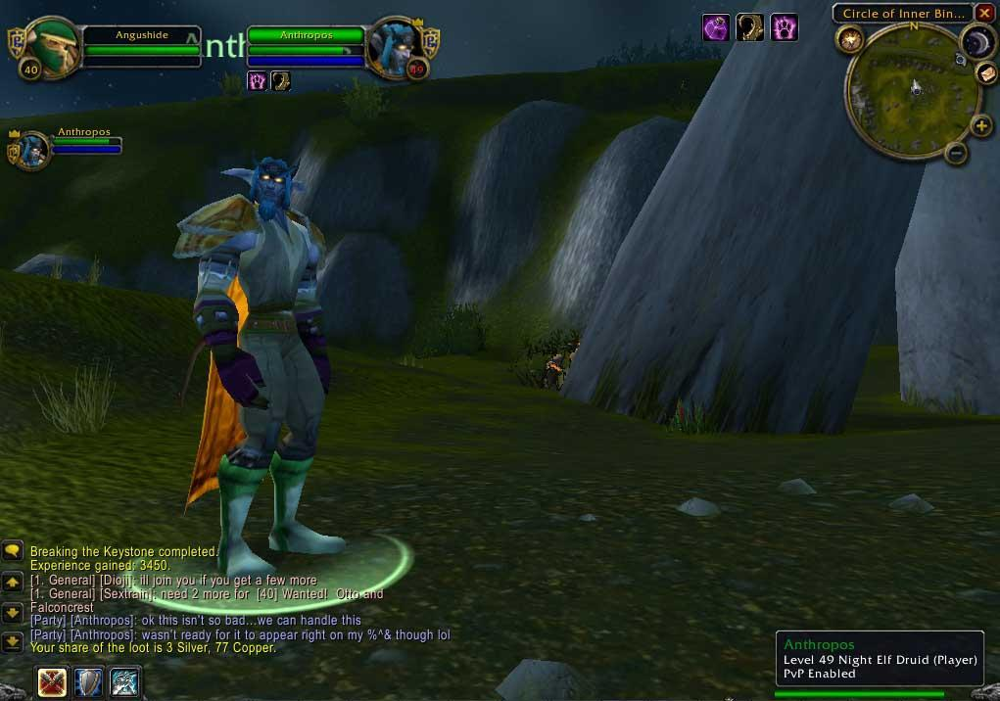 Angushide
40
Anth
Anthropos
49
Circle of Inner Bin...
N
Anthropos
Breaking the Keystone completed.
Experience gained: 3450.
[1. General] [Dioji]: ill join you if you get a few more
[1. General] [Sextrain]: need 2 more for [40] Wanted! Otto and
Falconcrest
[Party] [Anthropos]: ok this isn't so bad...we can handle this
[Party] [Anthropos]: wasn't ready for it to appear right on my %^& though lol
Your share of the loot is 3 Silver, 77 Copper.
Anthropos
Level 49 Night Elf Druid (Player)
PvP Enabled